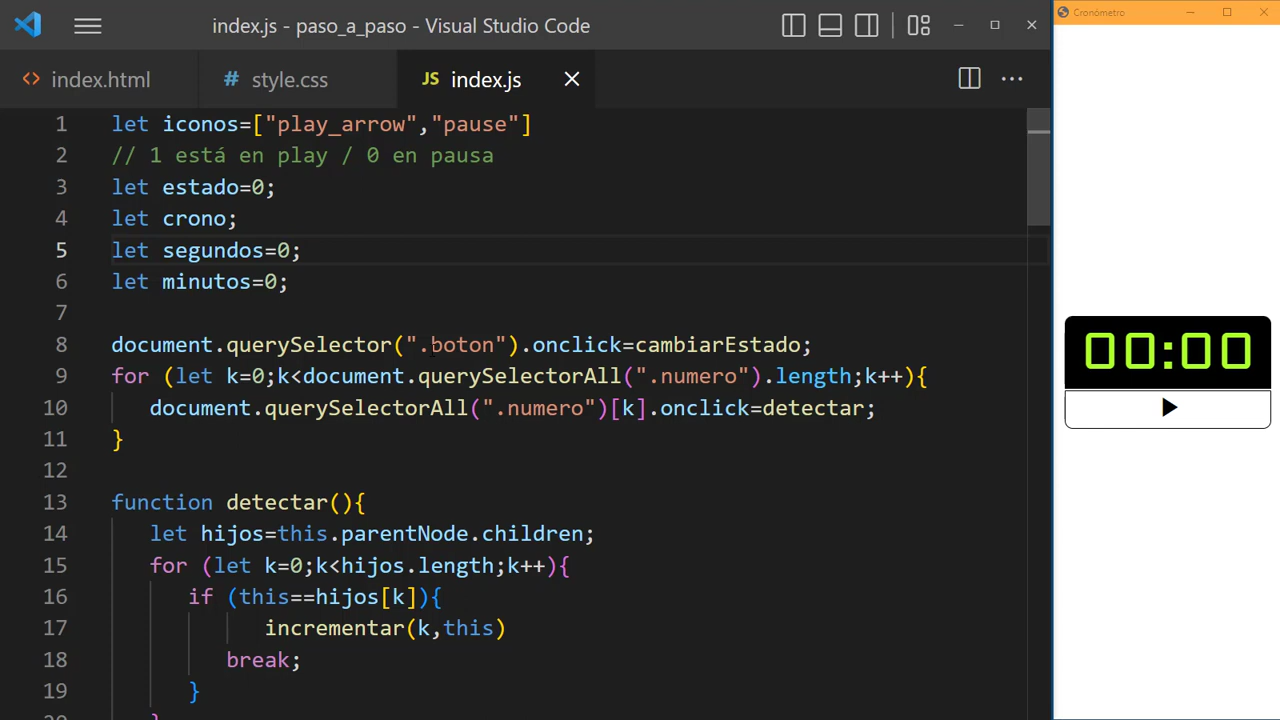 index.js - paso_a_paso - Visual Studio Code
Cronómetro
index.html
# style.css
JS index.js
1 let iconos=["play_arrow","pause"]
2 // 1 está en play / 0 en pausa
3 let estado=0;
4 let crono;
5 let segundos=0;
6 let minutos=0;
7
8 document.querySelector(".boton").onclick=cambiarEstado;
9 for (let k=0;k<document.querySelectorAll(".numero").length;k++){
10 document.querySelectorAll(".numero")[k].onclick=detectar;
11 }
12
13 function detectar(){
14 let hijos=this.parentNode.children;
15 for (let k=0;k<hijos.length;k++){
16 if (this==hijos[k]){
17 incrementar(k,this)
18 break;
19 }
00:00